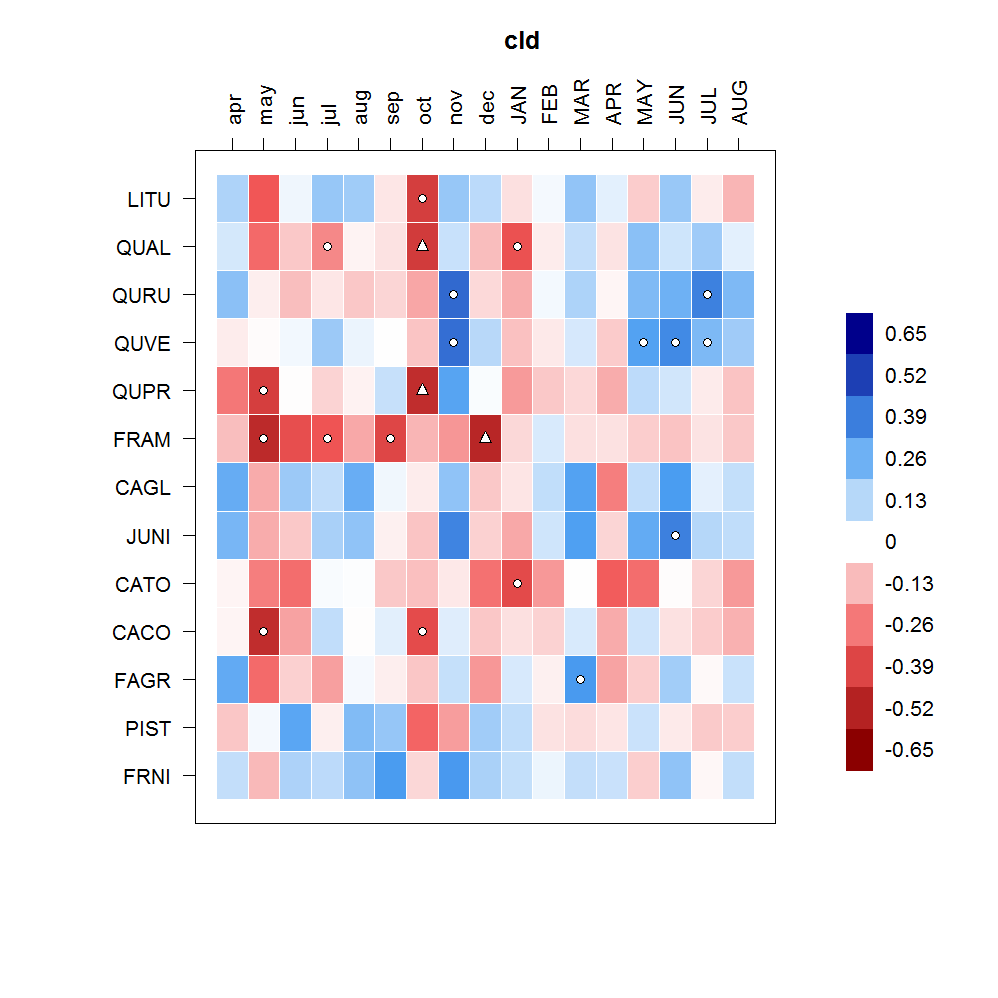 cld
apr may jun jul aug sep oct nov dec JAN FEB MAR APR MAY JUN JUL AUG
LITU
QUAL
QURU
QUVE
QUPR
FRAM
CAGL
JUNI
CATO
CACO
FAGR
PIST
FRNI
0.65
0.52
0.39
0.26
0.13
0
-0.13
-0.26
-0.39
-0.52
-0.65